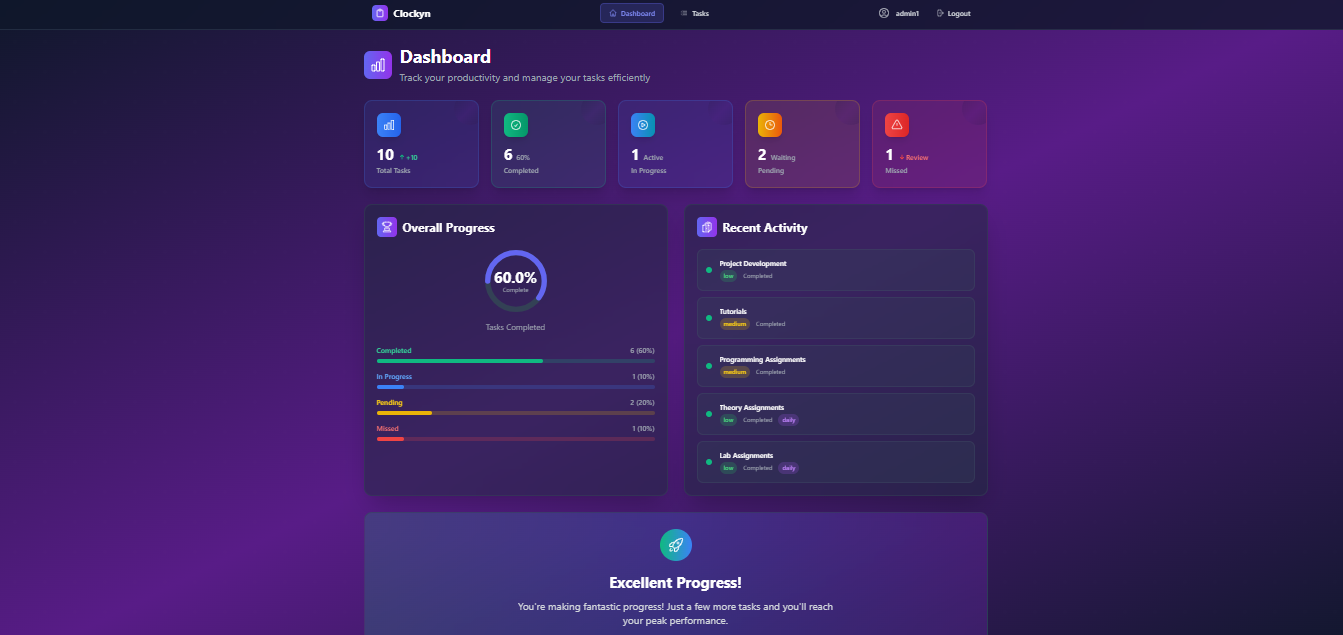 Clockyn
Dashboard
Tasks
admin1
Logout
Dashboard
Track your productivity and manage your tasks efficiently
10 ↑ +10
Total Tasks
6 60%
Completed
1 Active
In Progress
2 Waiting
Pending
1 ↓ Review
Missed
Overall Progress
60.0%
Complete
Tasks Completed
Completed 6 (60%)
In Progress 1 (10%)
Pending 2 (20%)
Missed 1 (10%)
Recent Activity
Project Development
low Completed
Tutorials
medium Completed
Programming Assignments
medium Completed
Theory Assignments
low Completed daily
Lab Assignments
low Completed daily
Excellent Progress!
You're making fantastic progress! Just a few more tasks and you'll reach
your peak performance.